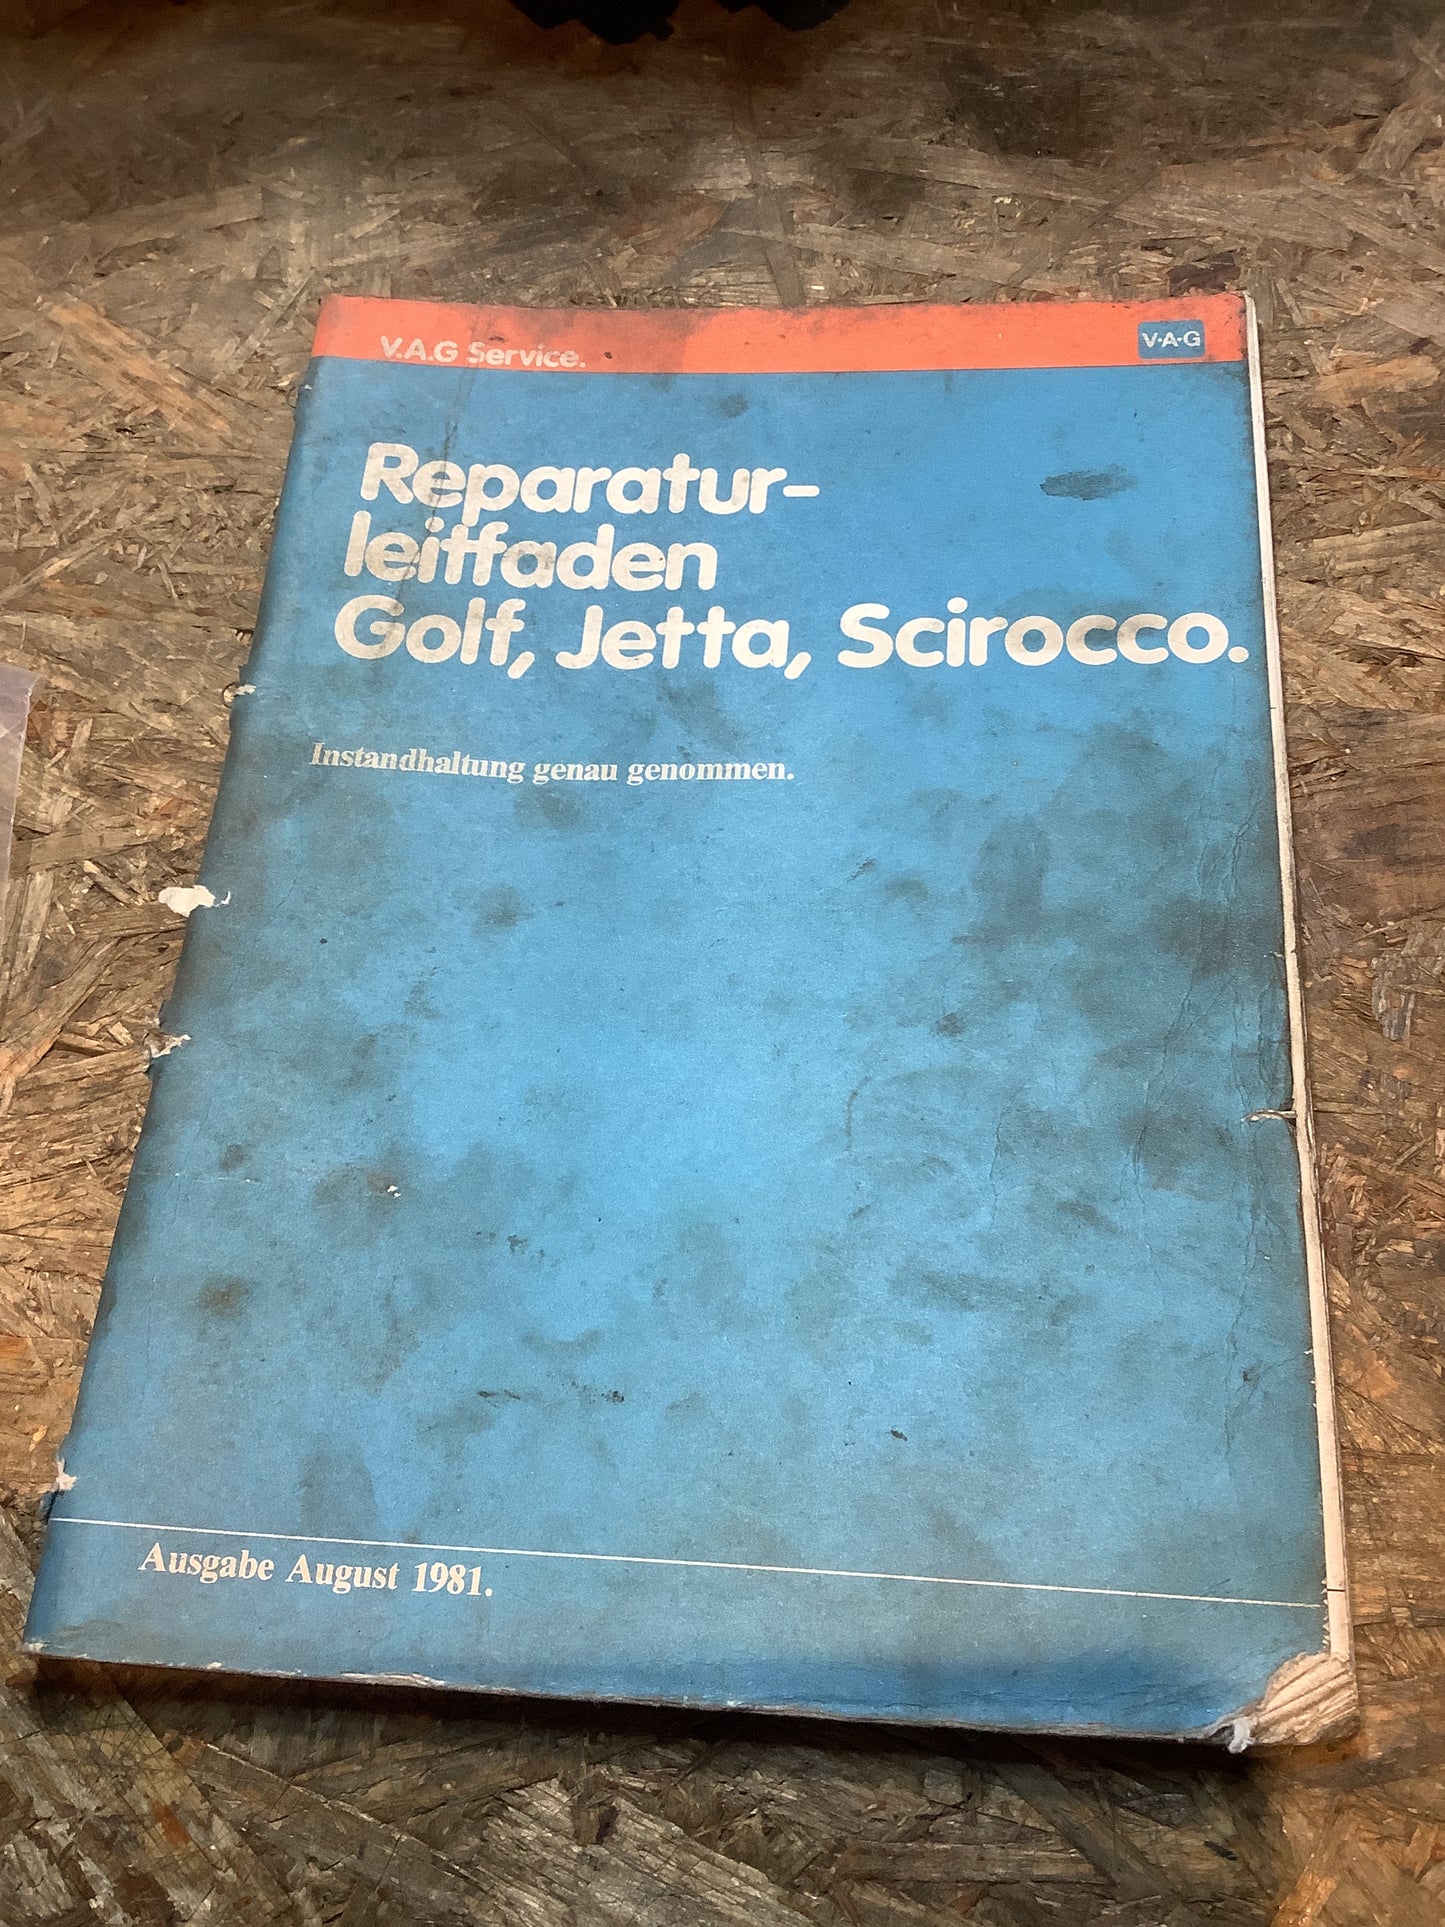 V.A.G Service.
V·A·G
Reparatur-
leitfaden
Golf, Jetta, Scirocco.
Instandhaltung genau genommen.
Ausgabe August 1981.